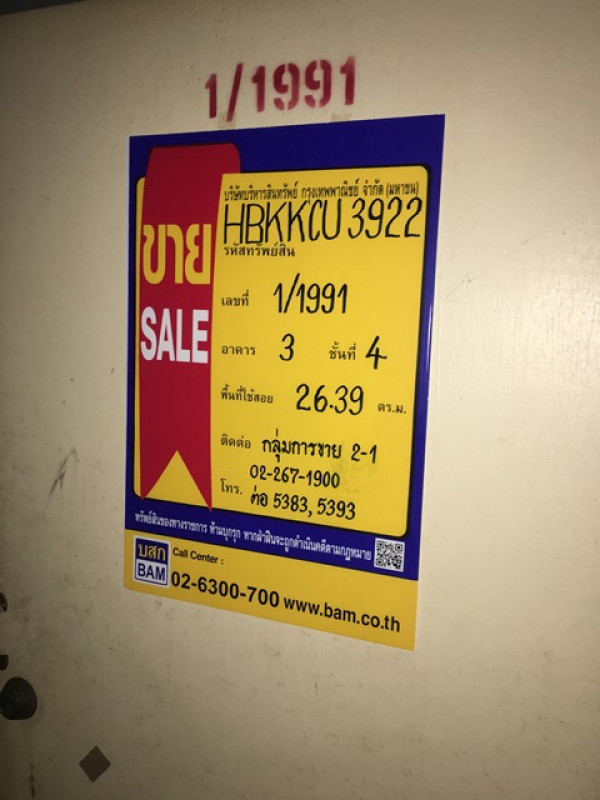 1/1991
บริษัทบริหารสินทรัพย์ กรุงเทพพาณิชย์ จำกัด (มหาชน)
HBKKCU 3922
รหัสทรัพย์สิน
ขาย
SALE
เลขที่ 1/1991
อาคาร 3 ชั้นที่ 4
พื้นที่ใช้สอย 26.39 ตร.ม.
ติดต่อ กลุ่มการขาย 2-1
02-267-1900
โทร. ต่อ 5383, 5393
ทรัพย์สินของทางราชการ ห้ามบุกรุก หากฝ่าฝืนจะถูกดำเนินคดีตามกฎหมาย
บสก
BAM
Call Center :
02-6300-700 www.bam.co.th